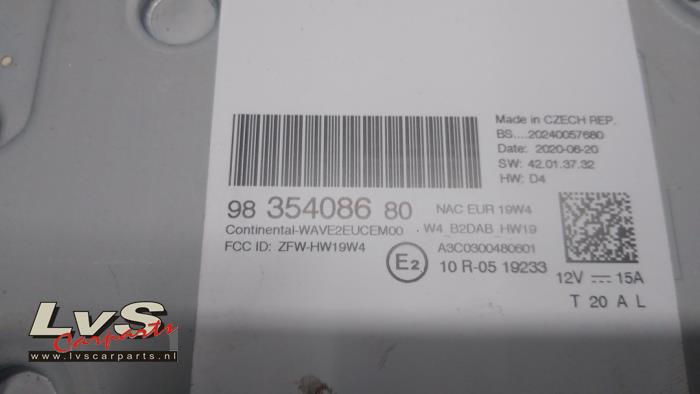 Made in CZECH REP.
BS....20240057680
Date: 2020-06-20
SW: 42.01.37.32
HW: D4
98 354086 80
NAC EUR 19W4
Continental-WAVE2EUCEM00
W4_B2DAB_HW19
FCC ID: ZFW-HW19W4
A3C0300480601
E2
10 R-05 19233
12V 15A
T 20 A L
LvS
Carparts
www.lvscarparts.nl